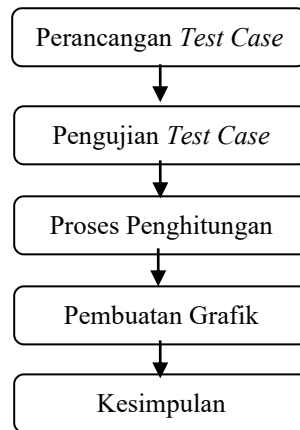 Perancangan Test Case
Pengujian Test Case
Proses Penghitungan
Pembuatan Grafik
Kesimpulan